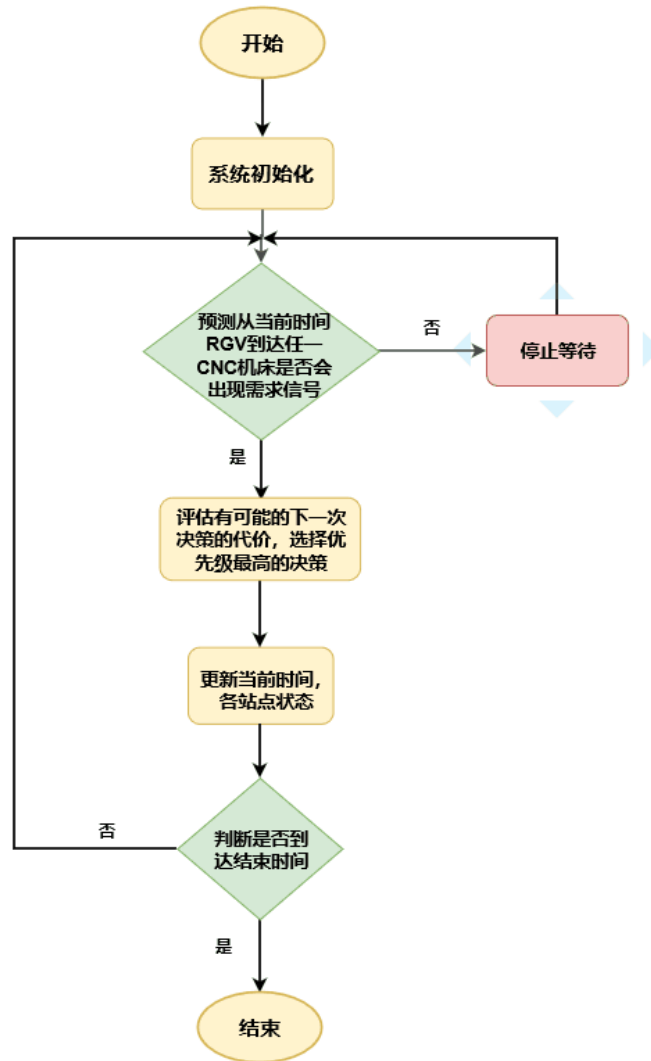 开始
系统初始化
预测从当前时间
RGV到达任一
CNC机床是否会
出现需求信号
否
停止等待
是
评估有可能的下一次
决策的代价，选择优
先级最高的决策
更新当前时间，
各站点状态
否
判断是否到
达结束时间
是
结束